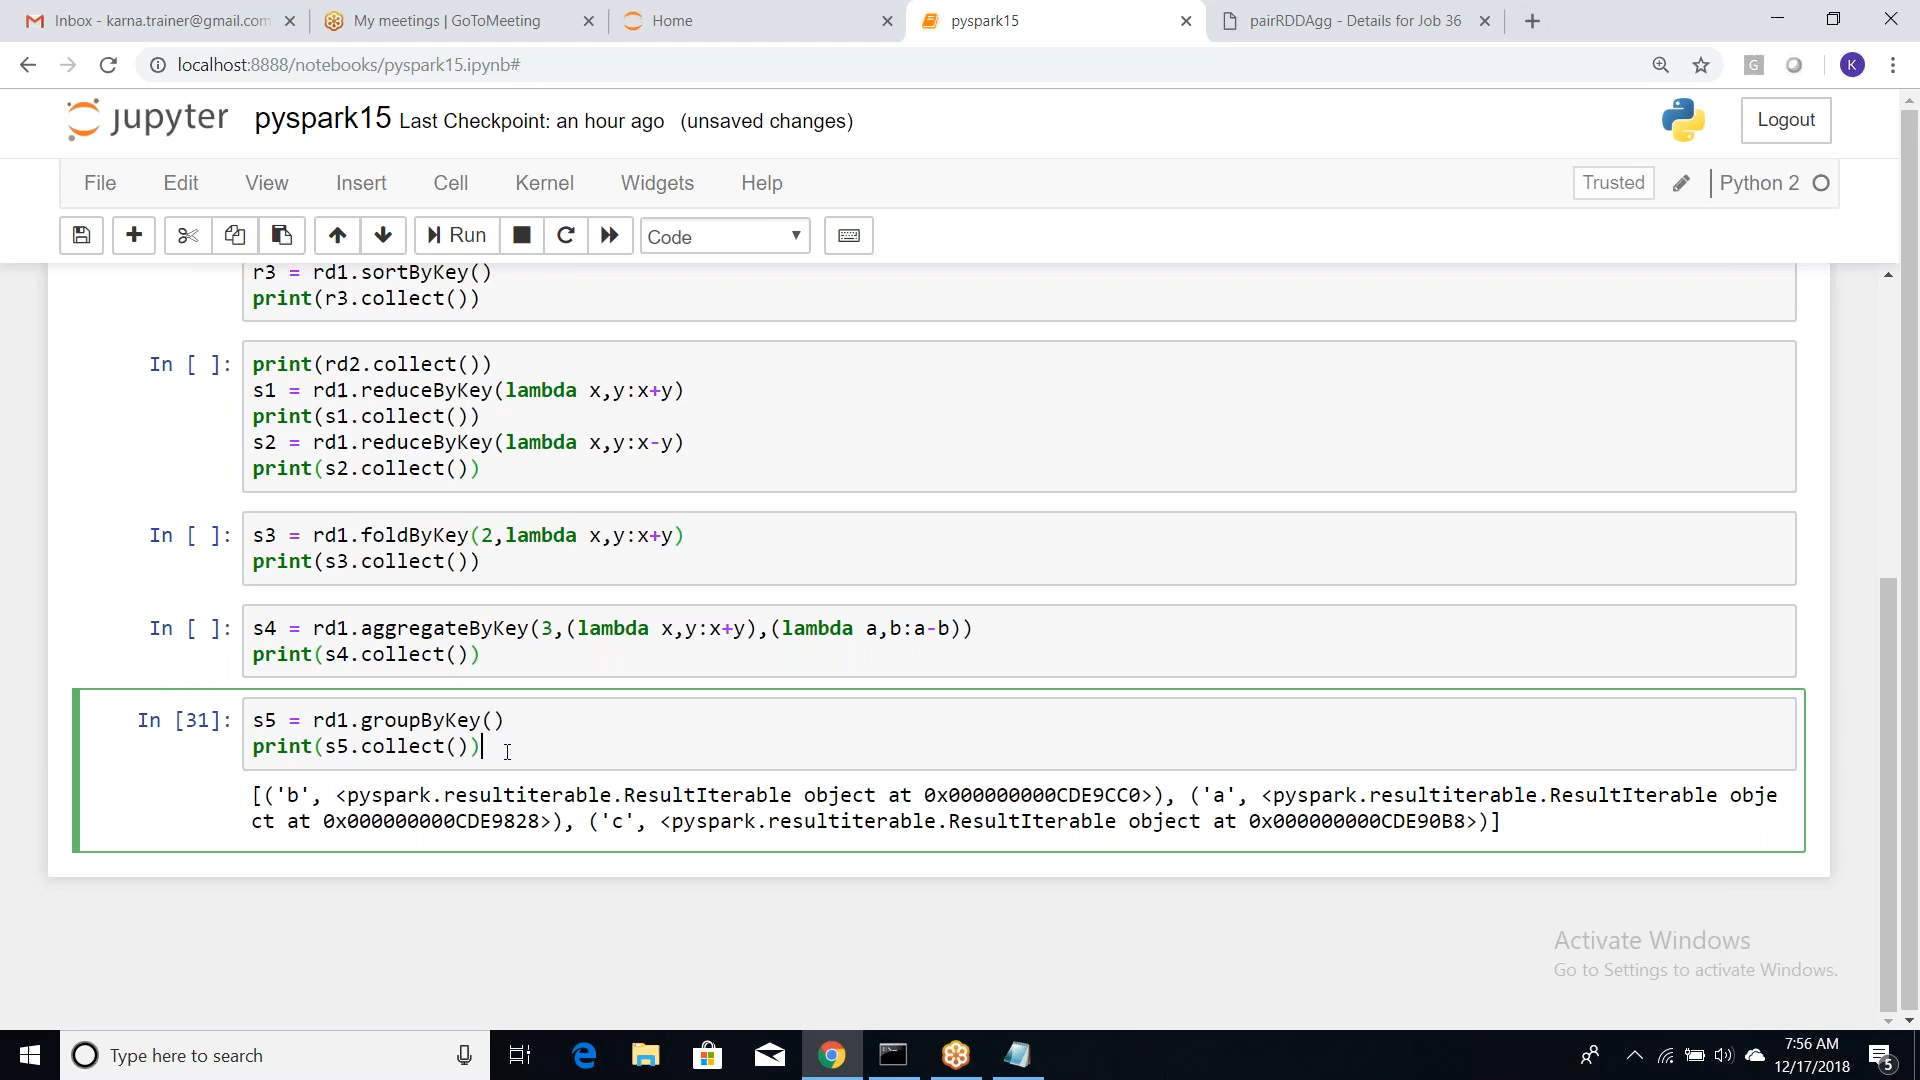 Inbox - karna.trainer@gmail.com
My meetings | GoToMeeting
Home
pyspark15
pairRDDAgg - Details for Job 36
localhost:8888/notebooks/pyspark15.ipynb#
G
K
jupyter
pyspark15 Last Checkpoint: an hour ago (unsaved changes)
Logout
File
Edit
View
Insert
Cell
Kernel
Widgets
Help
Trusted
Python 2
Run
Code
r3 = rd1.sortByKey()
print(r3.collect())
In [ ]:
print(rd2.collect())
s1 = rd1.reduceByKey(lambda x,y:x+y)
print(s1.collect())
s2 = rd1.reduceByKey(lambda x,y:x-y)
print(s2.collect())
In [ ]:
s3 = rd1.foldByKey(2,lambda x,y:x+y)
print(s3.collect())
In [ ]:
s4 = rd1.aggregateByKey(3,(lambda x,y:x+y),(lambda a,b:a-b))
print(s4.collect())
In [31]:
s5 = rd1.groupByKey()
print(s5.collect())
[('b', <pyspark.resultiterable.ResultIterable object at 0x000000000CDE9CC0>), ('a', <pyspark.resultiterable.ResultIterable obje
ct at 0x000000000CDE9828>), ('c', <pyspark.resultiterable.ResultIterable object at 0x000000000CDE90B8>)]
Activate Windows
Go to Settings to activate Windows.
Type here to search
7:56 AM
12/17/2018
5